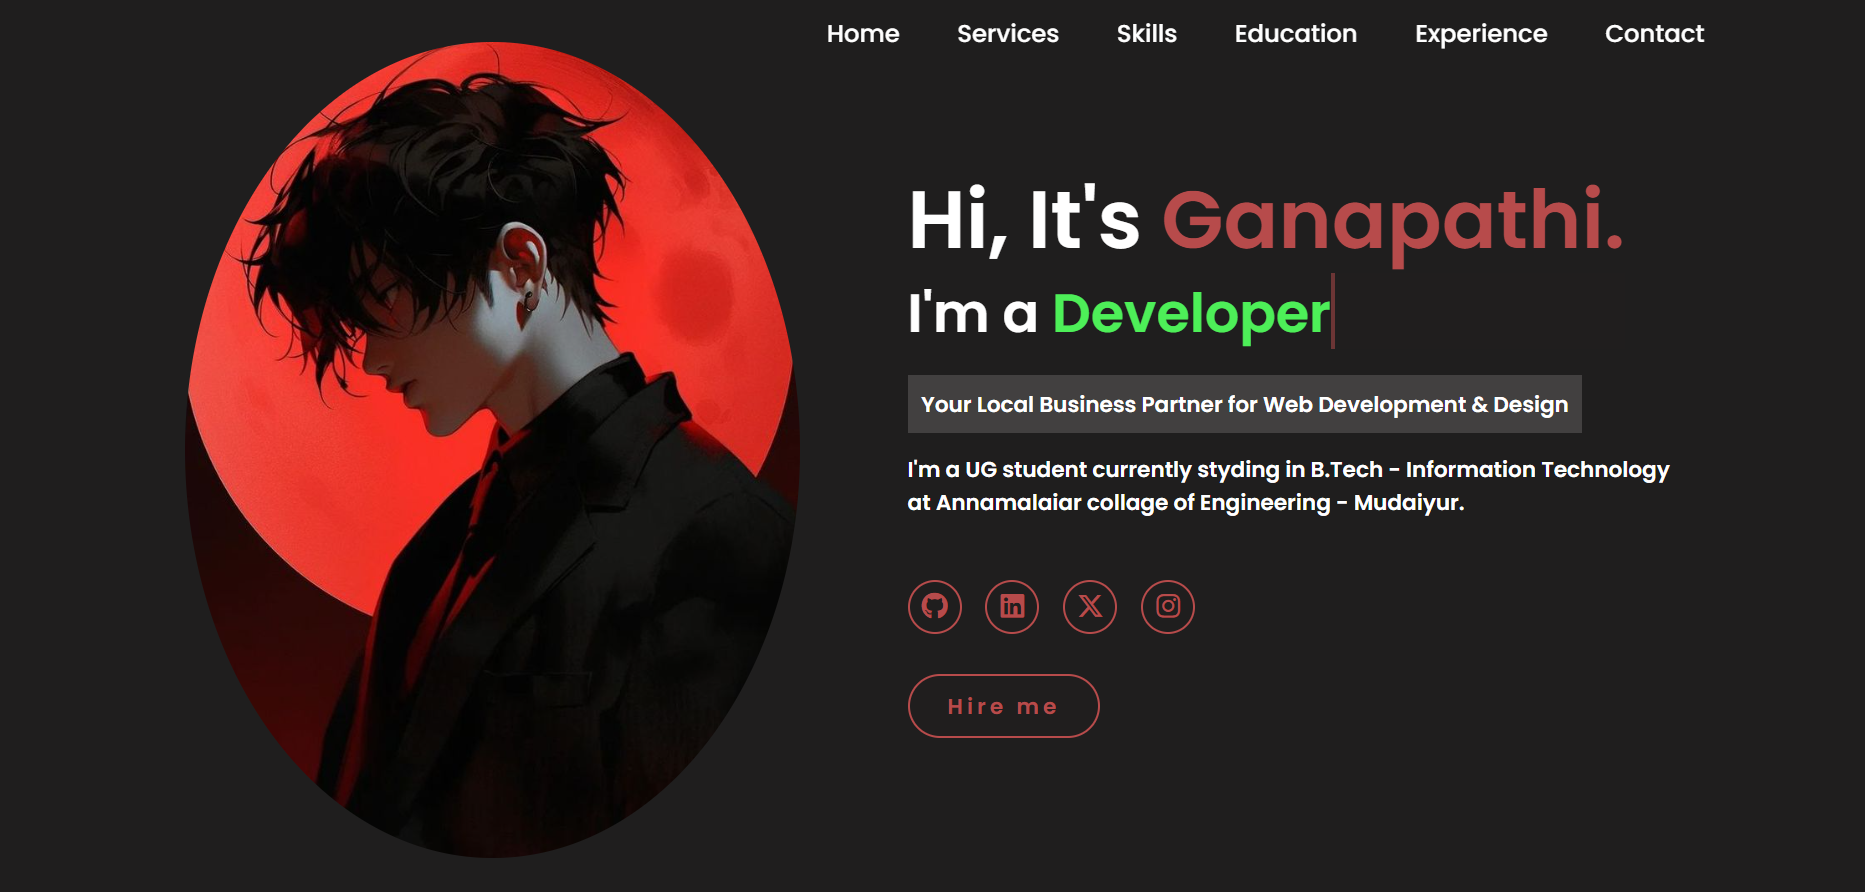 Home Services Skills Education Experience Contact
Hi, It's Ganapathi.
I'm a Developer
Your Local Business Partner for Web Development & Design
I'm a UG student currently styding in B.Tech - Information Technology
at Annamalaiar collage of Engineering - Mudaiyur.
Hire me